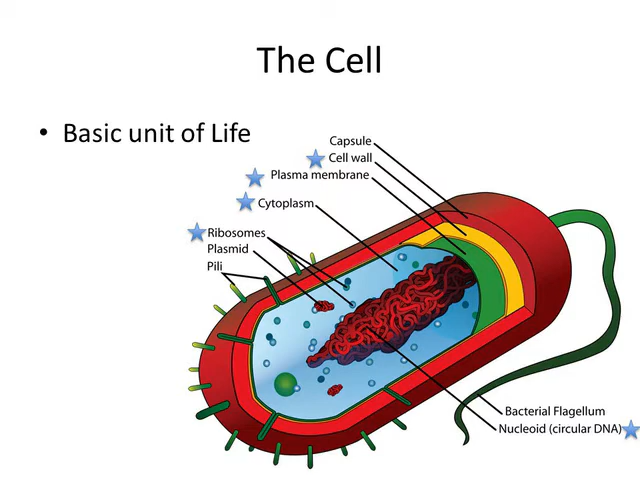 The Cell
• Basic unit of Life
Capsule
Cell wall
Plasma membrane
Cytoplasm
Ribosomes
Plasmid
Pili
Bacterial Flagellum
Nucleoid (circular DNA)